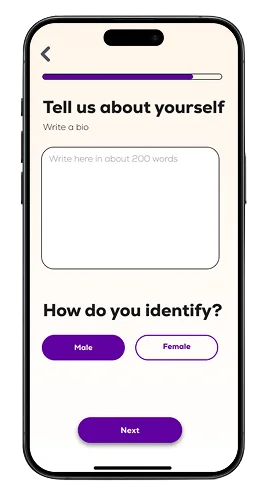 Tell us about yourself
Write a bio
Write here in about 200 words
How do you identify?
Male Female
Next